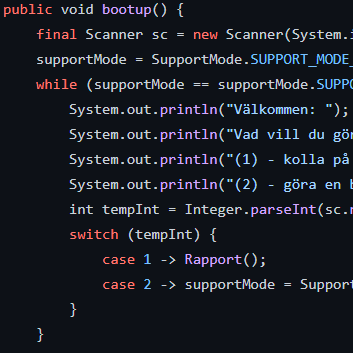 public void bootup() {
final Scanner sc = new Scanner(System.
supportMode = SupportMode.SUPPORT_MODE_
while (supportMode == supportMode.SUPP
System.out.println("Välkommen: ");
System.out.println("Vad vill du gör
System.out.println("(1) - kolla på
System.out.println("(2) - göra en b
int tempInt = Integer.parseInt(sc.
switch (tempInt) {
case 1 -> Rapport();
case 2 -> supportMode = Support
}
}